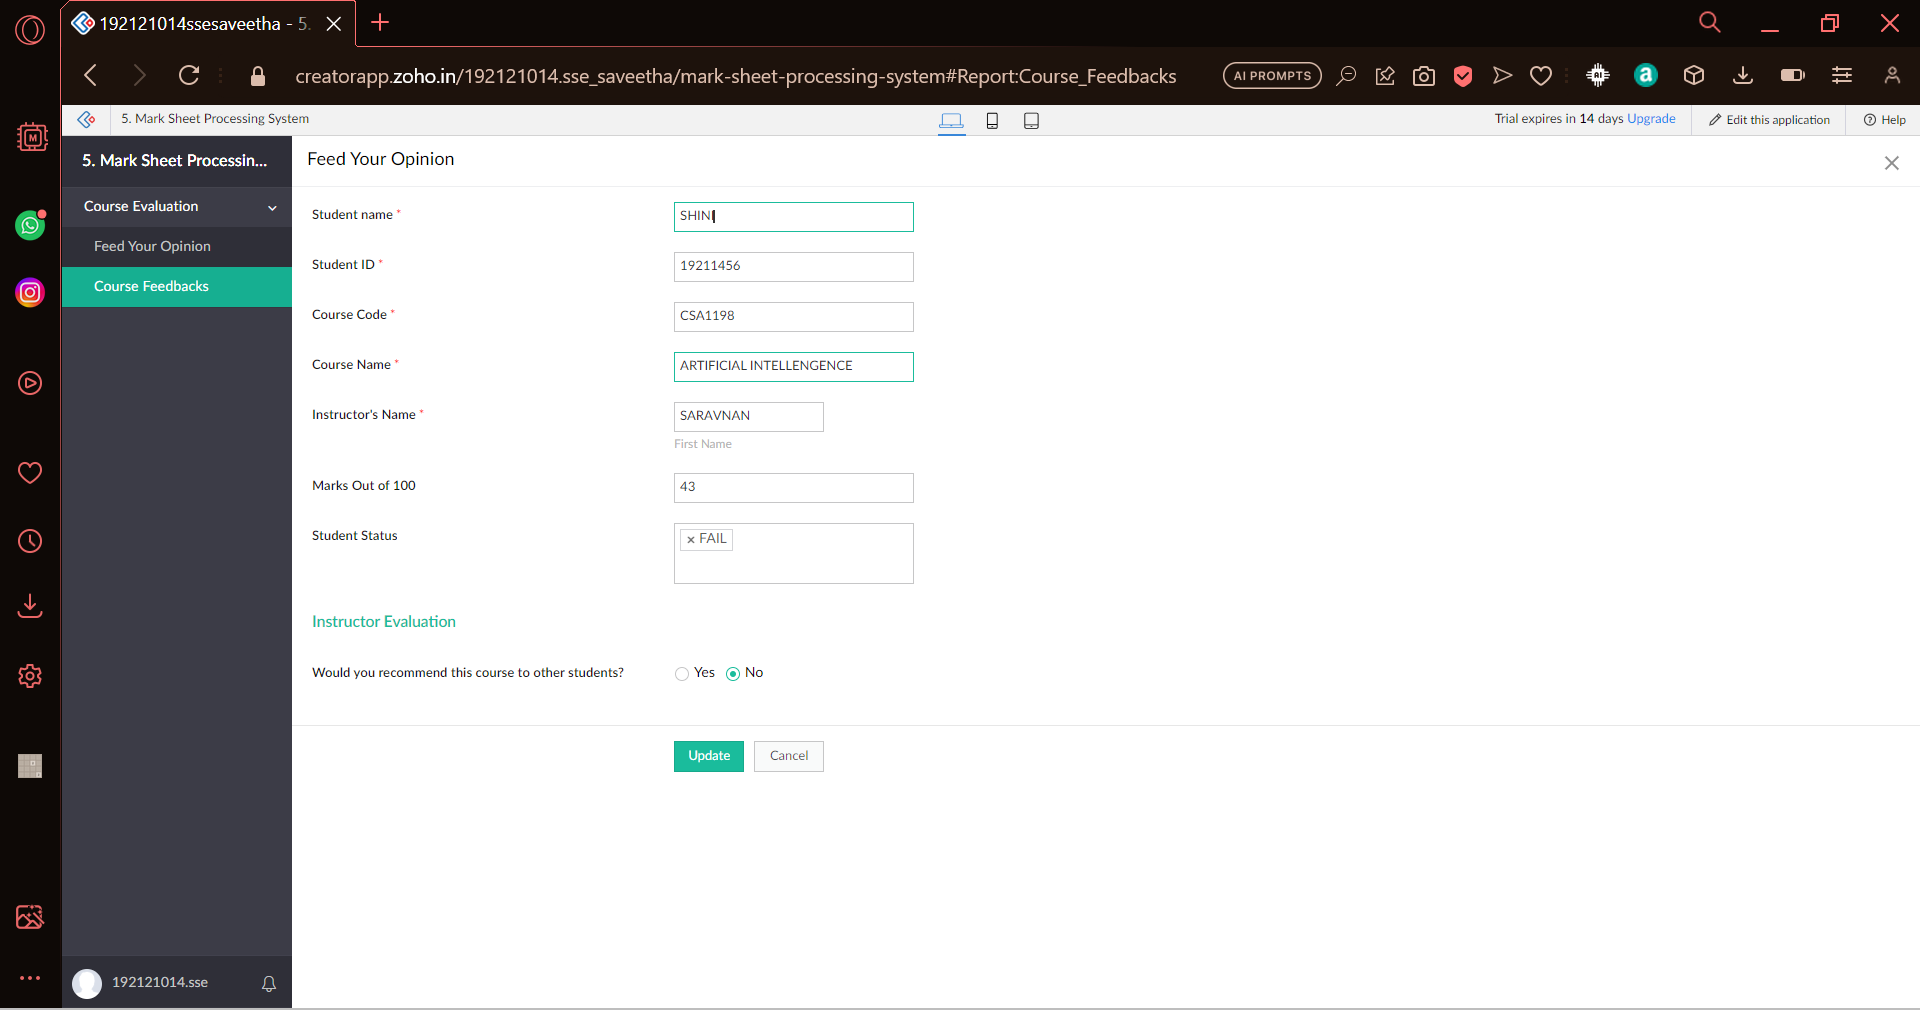 192121014ssesaveetha - 5.
creatorapp.zoho.in/192121014.sse_saveetha/mark-sheet-processing-system#Report:Course_Feedbacks
AI PROMPTS
5. Mark Sheet Processing System
Trial expires in 14 days Upgrade
Edit this application
Help
5. Mark Sheet Processin...
Course Evaluation
Feed Your Opinion
Course Feedbacks
Feed Your Opinion
Student name *
SHINI
Student ID *
19211456
Course Code *
CSA1198
Course Name *
ARTIFICIAL INTELLENGENCE
Instructor's Name *
SARAVNAN
First Name
Marks Out of 100
43
Student Status
× FAIL
Instructor Evaluation
Would you recommend this course to other students?
Yes No
Update Cancel
192121014.sse